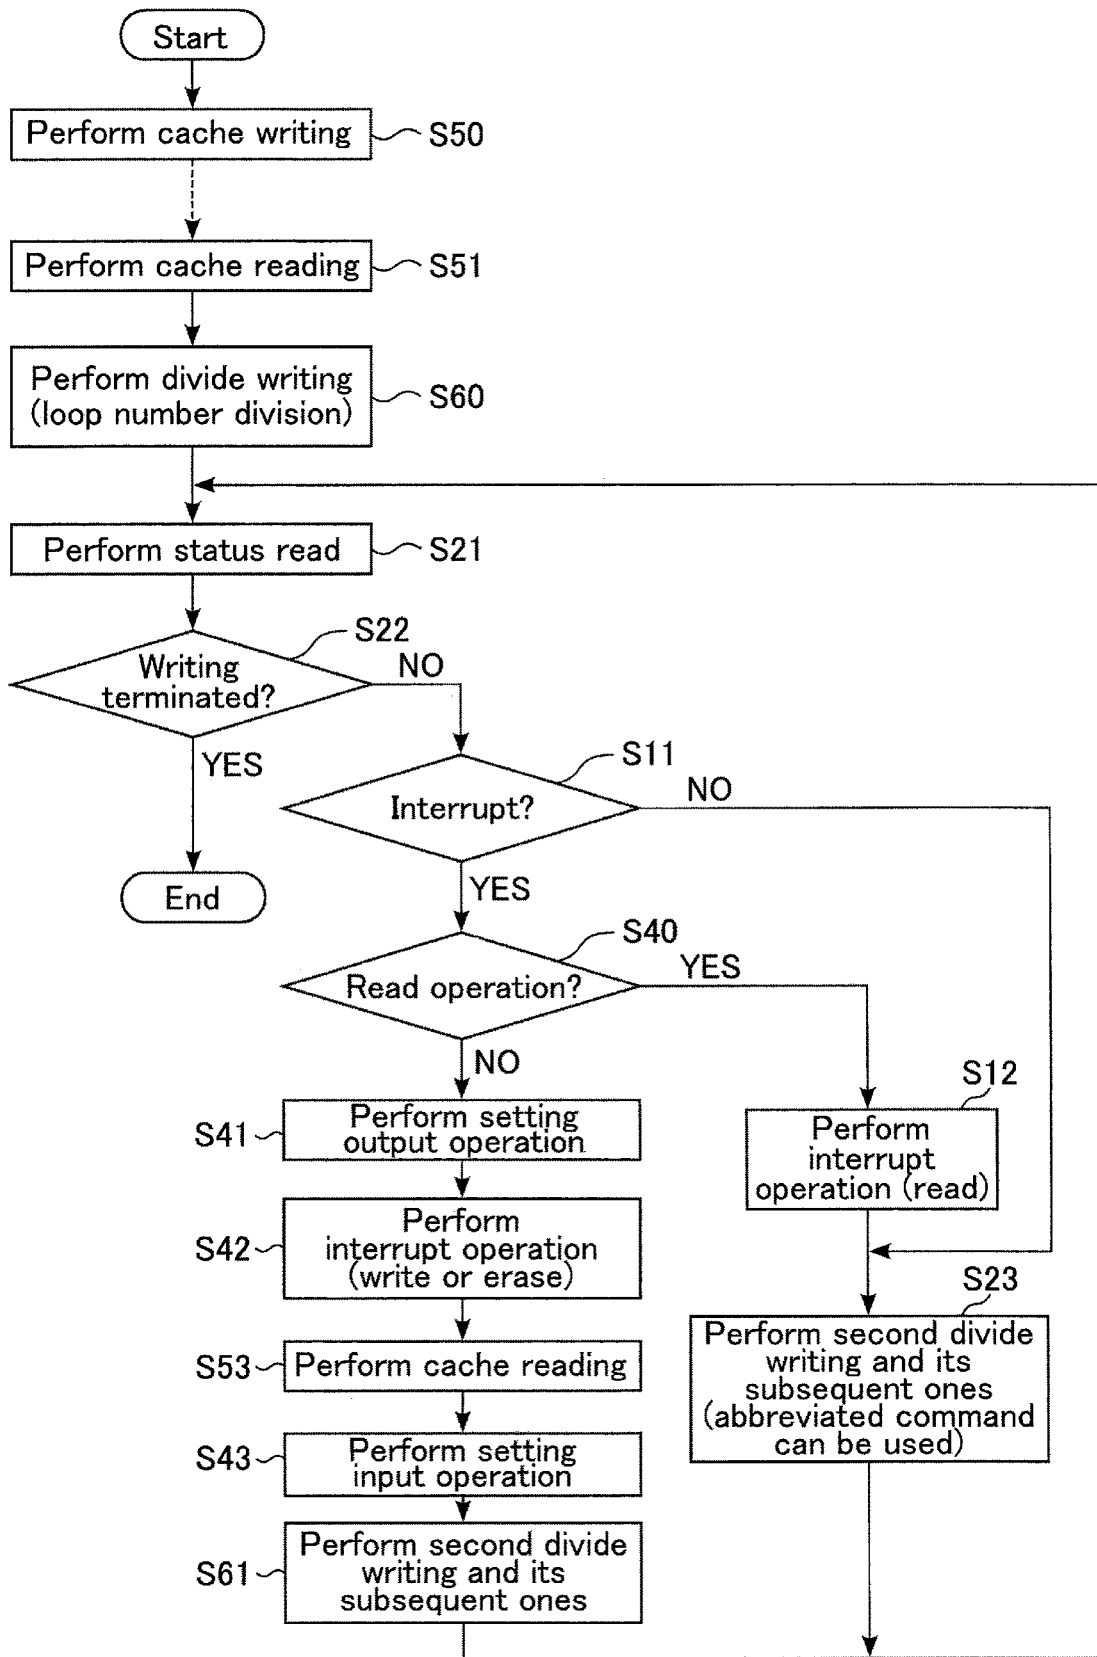 Start
Perform cache writing
S50
Perform cache reading
S51
Perform divide writing
(loop number division)
S60
Perform status read
S21
S22
Writing
terminated?
NO
YES
End
S11
Interrupt?
NO
YES
S40
Read operation?
YES
NO
S12
Perform
interrupt
operation (read)
S41
Perform setting
output operation
S42
Perform
interrupt operation
(write or erase)
S23
Perform second divide
writing and its
subsequent ones
(abbreviated command
can be used)
S53
Perform cache reading
S43
Perform setting
input operation
S61
Perform second divide
writing and its
subsequent ones